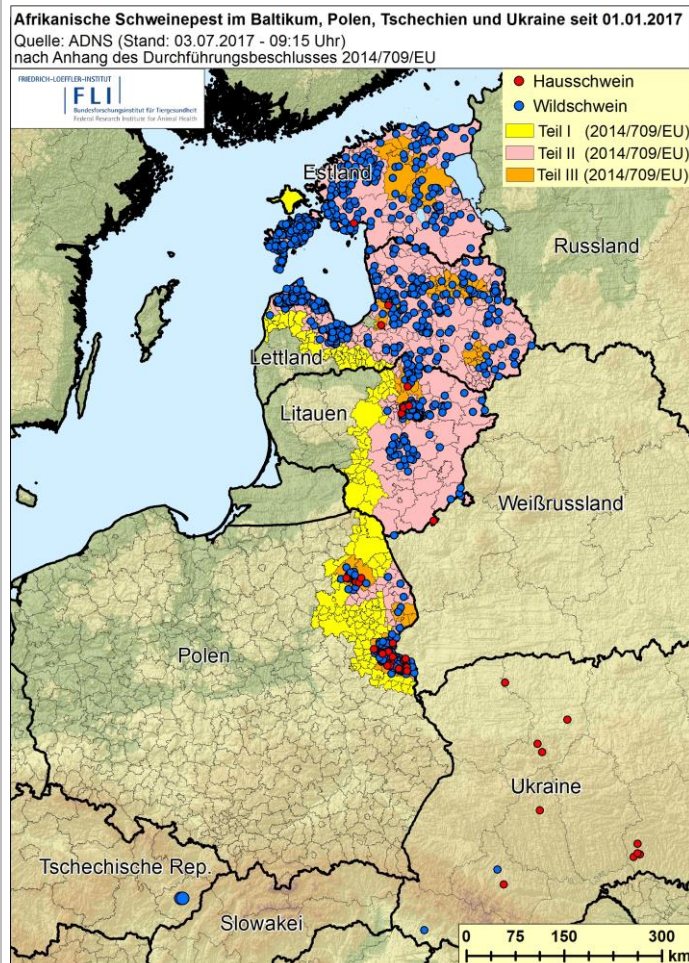 Afrikanische Schweinepest im Baltikum, Polen, Tschechien und Ukraine seit 01.01.2017
Quelle: ADNS (Stand: 03.07.2017 - 09:15 Uhr)
nach Anhang des Durchführungsbeschlusses 2014/709/EU
FRIEDRICH-LOEFFLER-INSTITUT
FLI
Bundesforschungsinstitut für Tiergesundheit
Federal Research Institute for Animal Health
Hausschwein
Wildschwein
Teil I (2014/709/EU)
Teil II (2014/709/EU)
Teil III (2014/709/EU)
Estland
Russland
Lettland
Litauen
Weißrussland
Polen
Ukraine
Tschechische Rep.
Slowakei
0 75 150 300
km